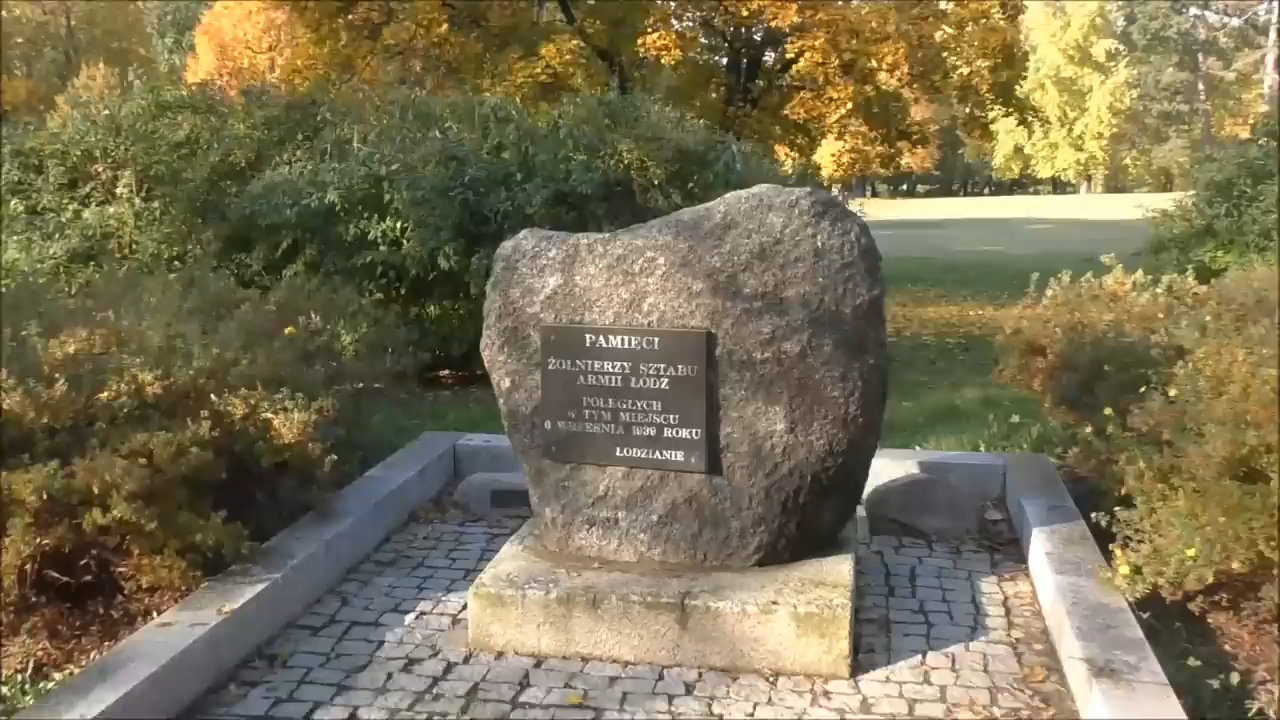 PAMIĘCI
ŻOŁNIERZY SZTABU
ARMII ŁÓDŹ
POLEGŁYCH
W TYM MIEJSCU
6 WRZEŚNIA 1939 ROKU
ŁODZIANIE